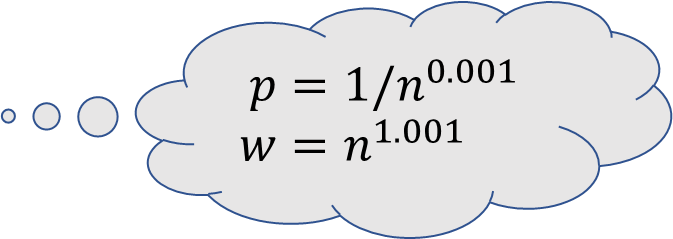 p = 1/n^0.001
w = n^1.001